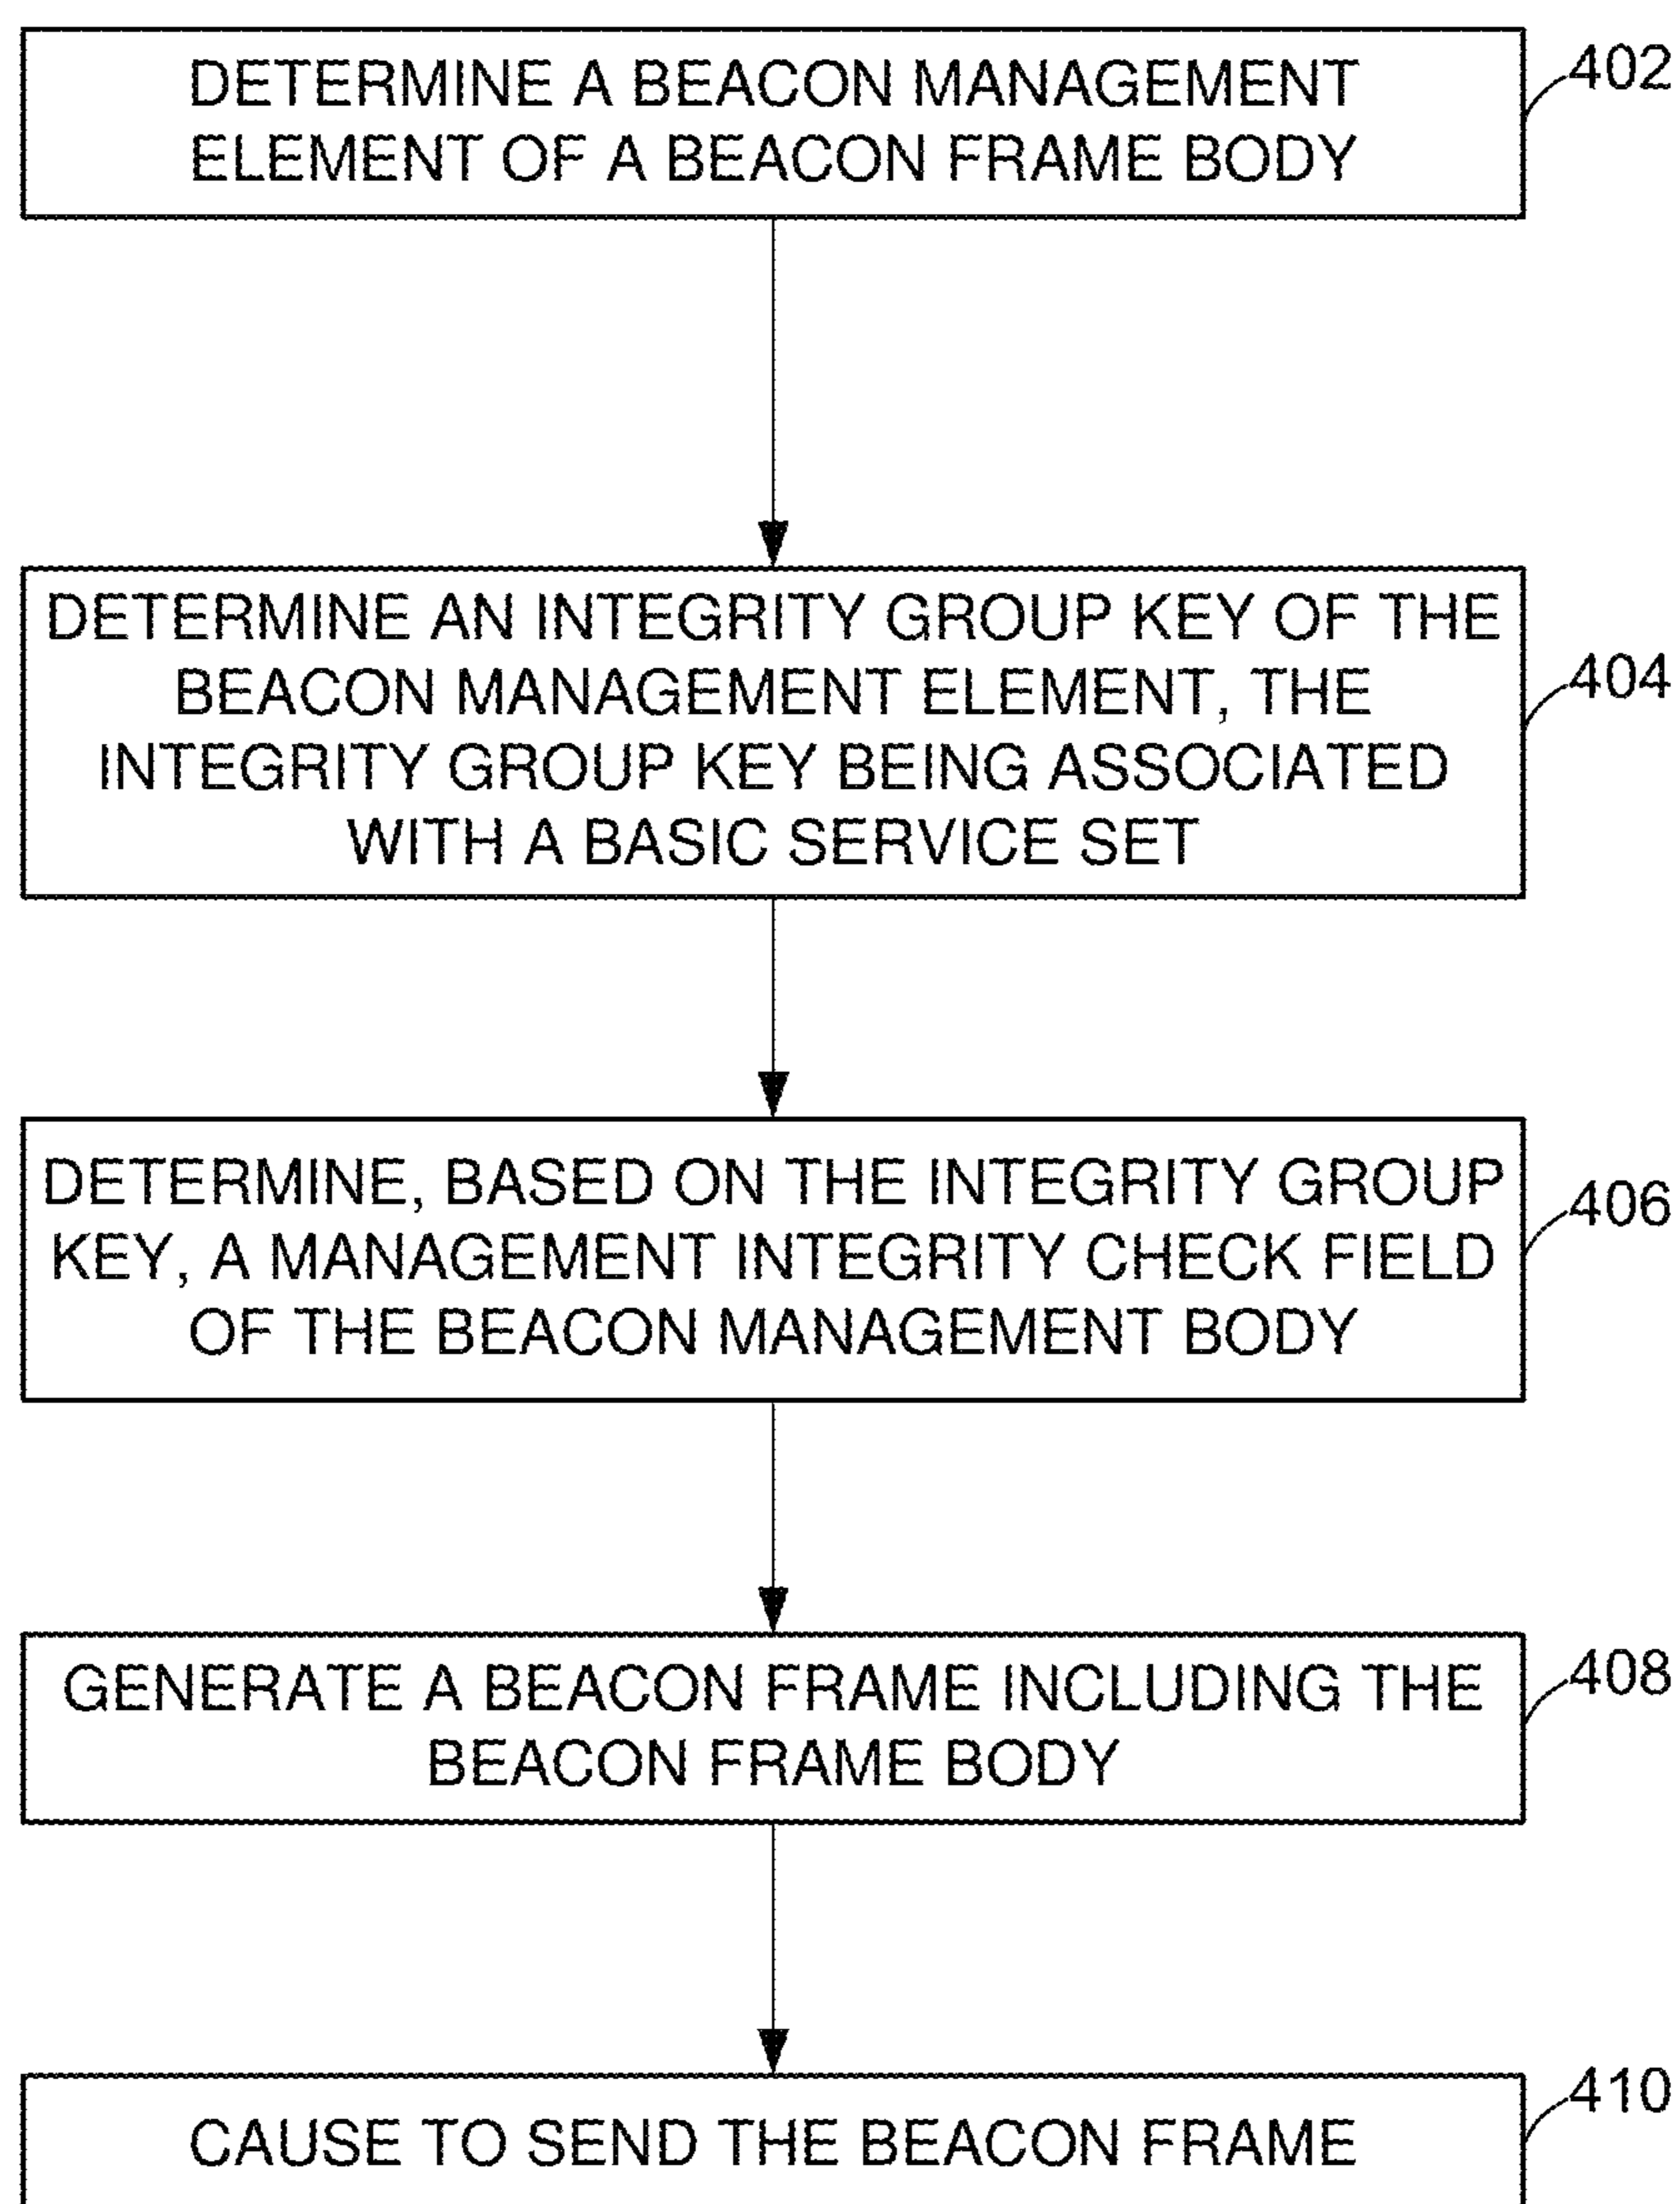 DETERMINE A BEACON MANAGEMENT
ELEMENT OF A BEACON FRAME BODY
402
DETERMINE AN INTEGRITY GROUP KEY OF THE
BEACON MANAGEMENT ELEMENT, THE
INTEGRITY GROUP KEY BEING ASSOCIATED
WITH A BASIC SERVICE SET
404
DETERMINE, BASED ON THE INTEGRITY GROUP
KEY, A MANAGEMENT INTEGRITY CHECK FIELD
OF THE BEACON MANAGEMENT BODY
406
GENERATE A BEACON FRAME INCLUDING THE
BEACON FRAME BODY
408
CAUSE TO SEND THE BEACON FRAME
410